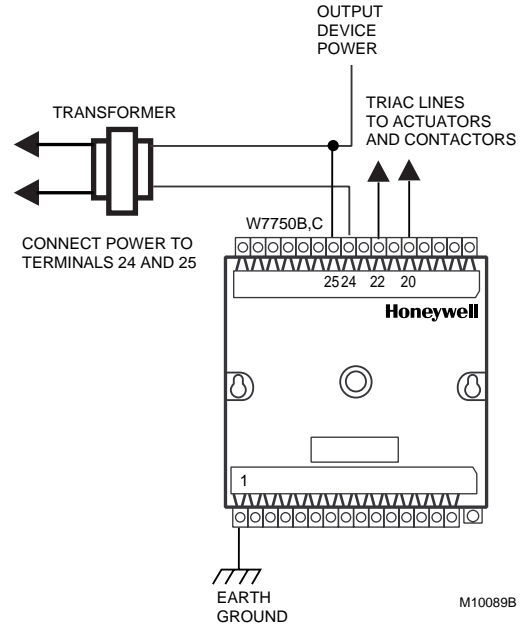 OUTPUT
DEVICE
POWER
TRANSFORMER
TRIAC LINES
TO ACTUATORS
AND CONTACTORS
CONNECT POWER TO
TERMINALS 24 AND 25
W7750B,C
25 24 22 20
Honeywell
1
EARTH
GROUND
M10089B